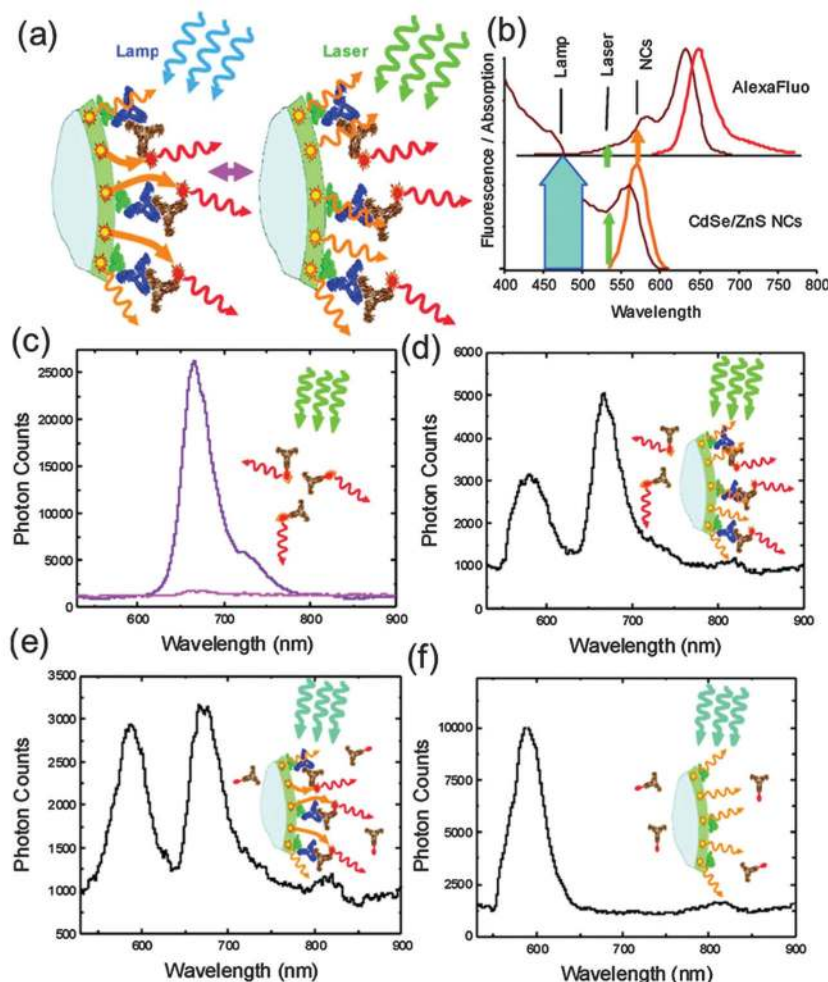 (a)
Lamp
Laser
(b)
Lamp
Laser
NCs
AlexaFluo
CdSe/ZnS NCs
Fluorescence / Absorption
400 450 500 550 600 650 700 750 800
Wavelength
(c)
Photon Counts
25000
20000
15000
10000
5000
0
600 700 800 900
Wavelength (nm)
(d)
Photon Counts
6000
5000
4000
3000
2000
1000
0
600 700 800 900
Wavelength (nm)
(e)
Photon Counts
3500
3000
2500
2000
1500
1000
500
600 700 800 900
Wavelength (nm)
(f)
Photon Counts
10000
7500
5000
2500
0
600 700 800 900
Wavelength (nm)